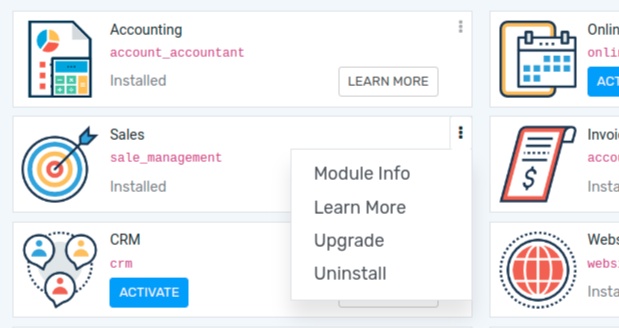 Accounting
account_accountant
Installed
LEARN MORE
Sales
sale_management
Installed
Module Info
Learn More
Upgrade
Uninstall
CRM
crm
ACTIVATE
Onlin
onlin
ACT
Invoi
accou
Insta
Webs
webs
Insta